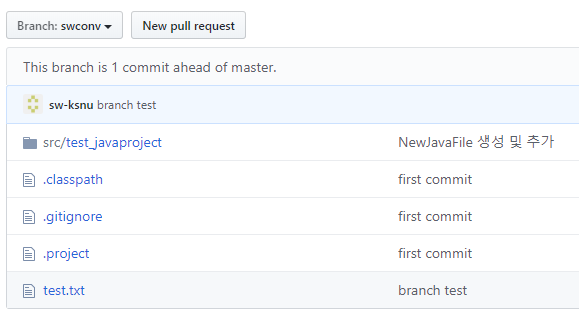 Branch: swconv New pull request
This branch is 1 commit ahead of master.
sw-ksnu branch test
src/test_javaproject NewJavaFile 생성 및 추가
.classpath first commit
.gitignore first commit
.project first commit
test.txt branch test